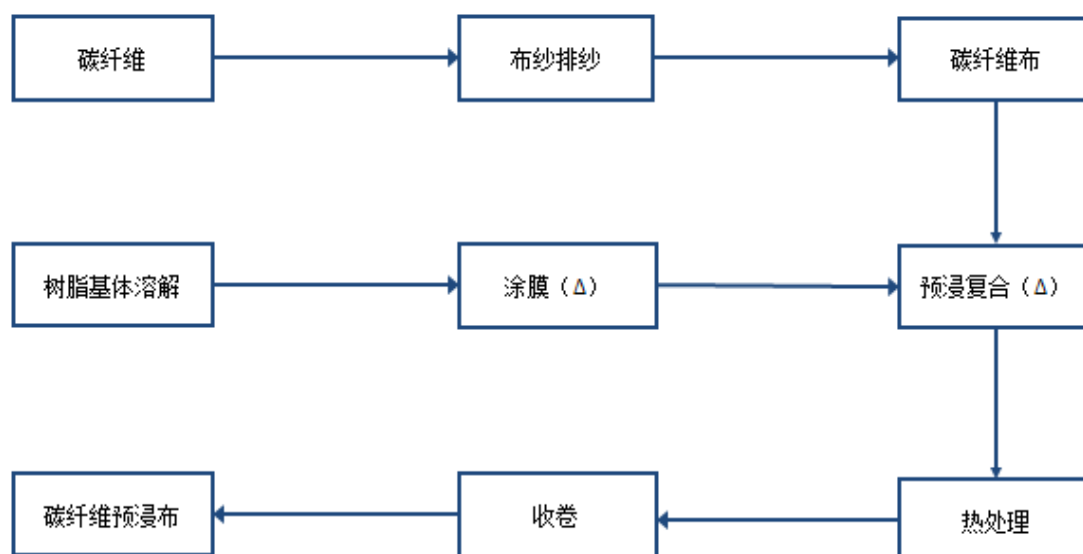 碳纤维
布纱排纱
碳纤维布
树脂基体溶解
涂膜（Δ）
预浸复合（Δ）
碳纤维预浸布
收卷
热处理